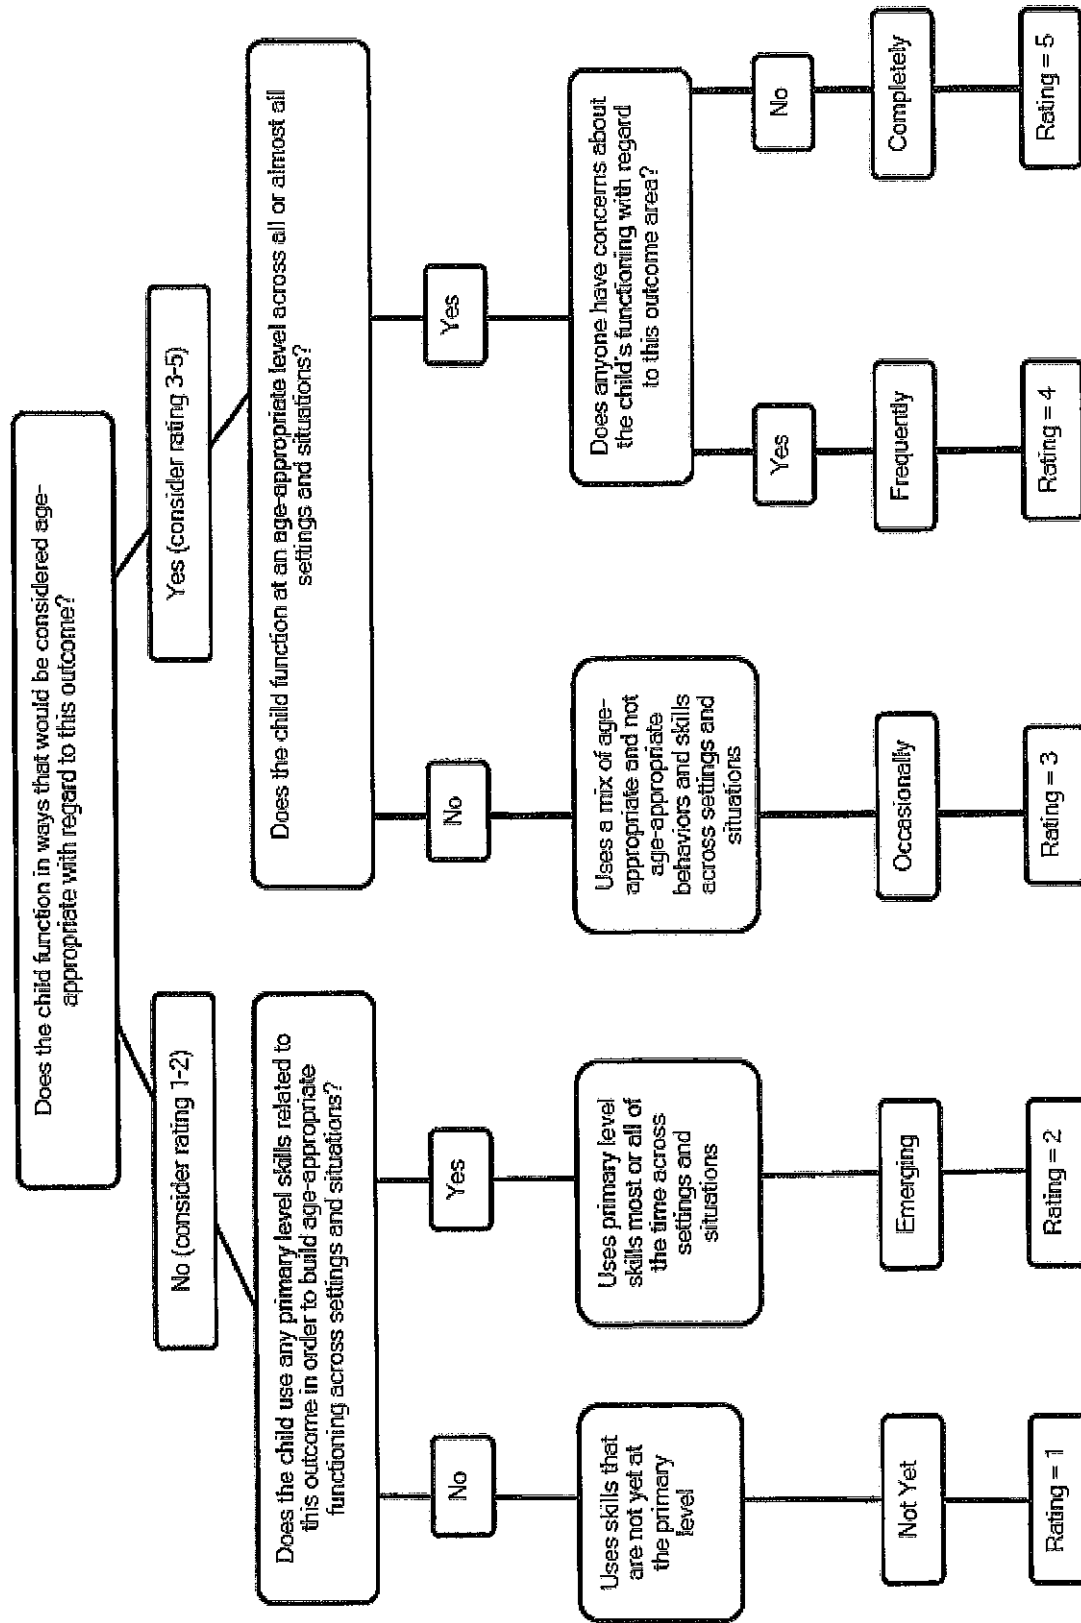 Does the child function in ways that would be considered age-
appropriate with regard to this outcome?
No (consider rating 1-2)
Yes (consider rating 3-5)
Does the child use any primary level skills related to
this outcome in order to build age-appropriate
functioning across settings and situations?
Does the child function at an age-appropriate level across all or almost all
settings and situations?
No
Yes
No
Yes
Uses skills that
are not yet at
the primary
level
Uses primary level
skills most or all of
the time across
settings and
situations
Uses a mix of age-
appropriate and not
age-appropriate
behaviors and skills
across settings and
situations
Does anyone have concerns about
the child's functioning with regard
to this outcome area?
Yes
No
Not Yet
Emerging
Occasionally
Frequently
Completely
Rating = 1
Rating = 2
Rating = 3
Rating = 4
Rating = 5